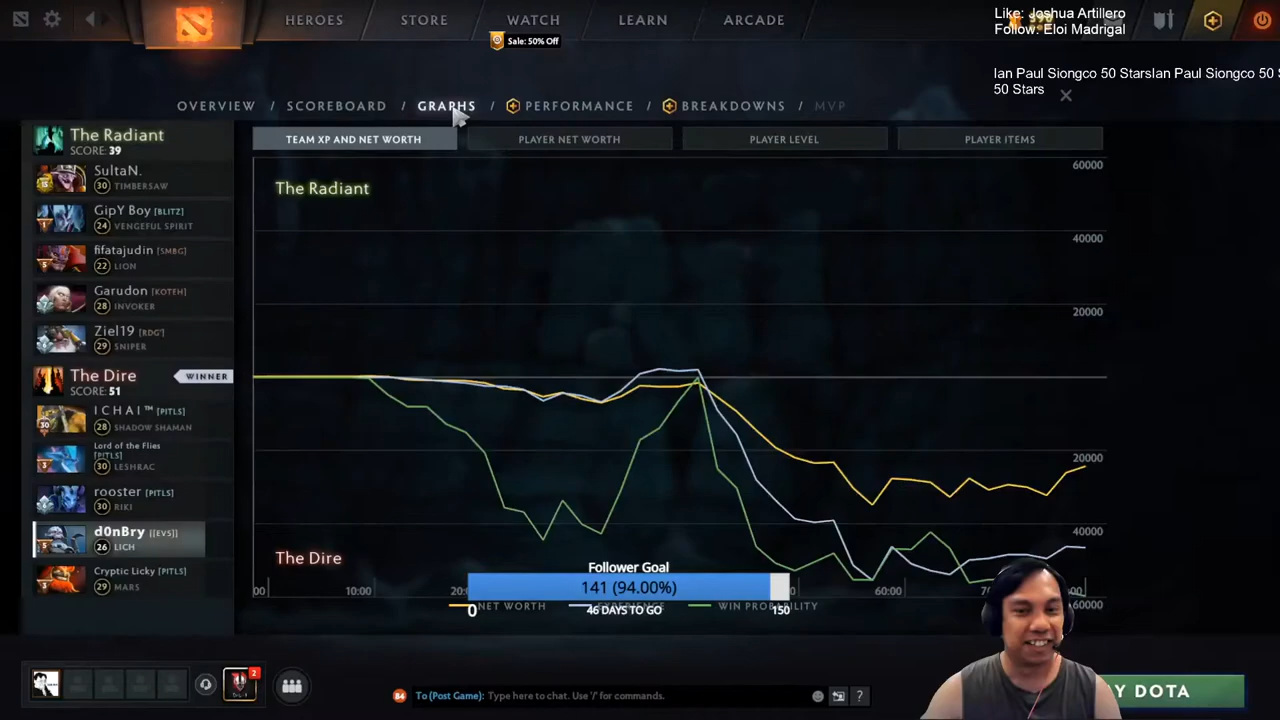 HEROES
STORE
WATCH
LEARN
ARCADE
Like: Joshua Artillero
Follow: Eloi Madrigal
Sale: 50% Off
Ian Paul Siongco 50 StarsIan Paul Siongco 50 S
50 Stars
OVERVIEW / SCOREBOARD / GRAPHS / PERFORMANCE / BREAKDOWNS / MVP
The Radiant
SCORE: 39
SultaN.
30 TIMBERSAW
GipY Boy [BLITZ]
24 VENGEFUL SPIRIT
fifatajudin [SMBG]
22 LION
Garudon [KOTEH]
28 INVOKER
Ziel19 [RDG']
29 SNIPER
The Dire
WINNER
SCORE: 51
I C H A I ™ [PITLS]
28 SHADOW SHAMAN
Lord of the Flies
[PITLS]
30 LESHRAC
rooster [PITLS]
30 RIKI
d0nBry [[EVS]]
26 LICH
Cryptic Licky [PITLS]
29 MARS
TEAM XP AND NET WORTH
PLAYER NET WORTH
PLAYER LEVEL
PLAYER ITEMS
60000
The Radiant
40000
20000
20000
40000
The Dire
Follower Goal
141 (94.00%)
:00
10:00
60:00
60000
NET WORTH
EXPERIENCE
WIN PROBABILITY
0
46 DAYS TO GO
150
2
84
To (Post Game): Type here to chat. Use '/' for commands.
?
Y DOTA